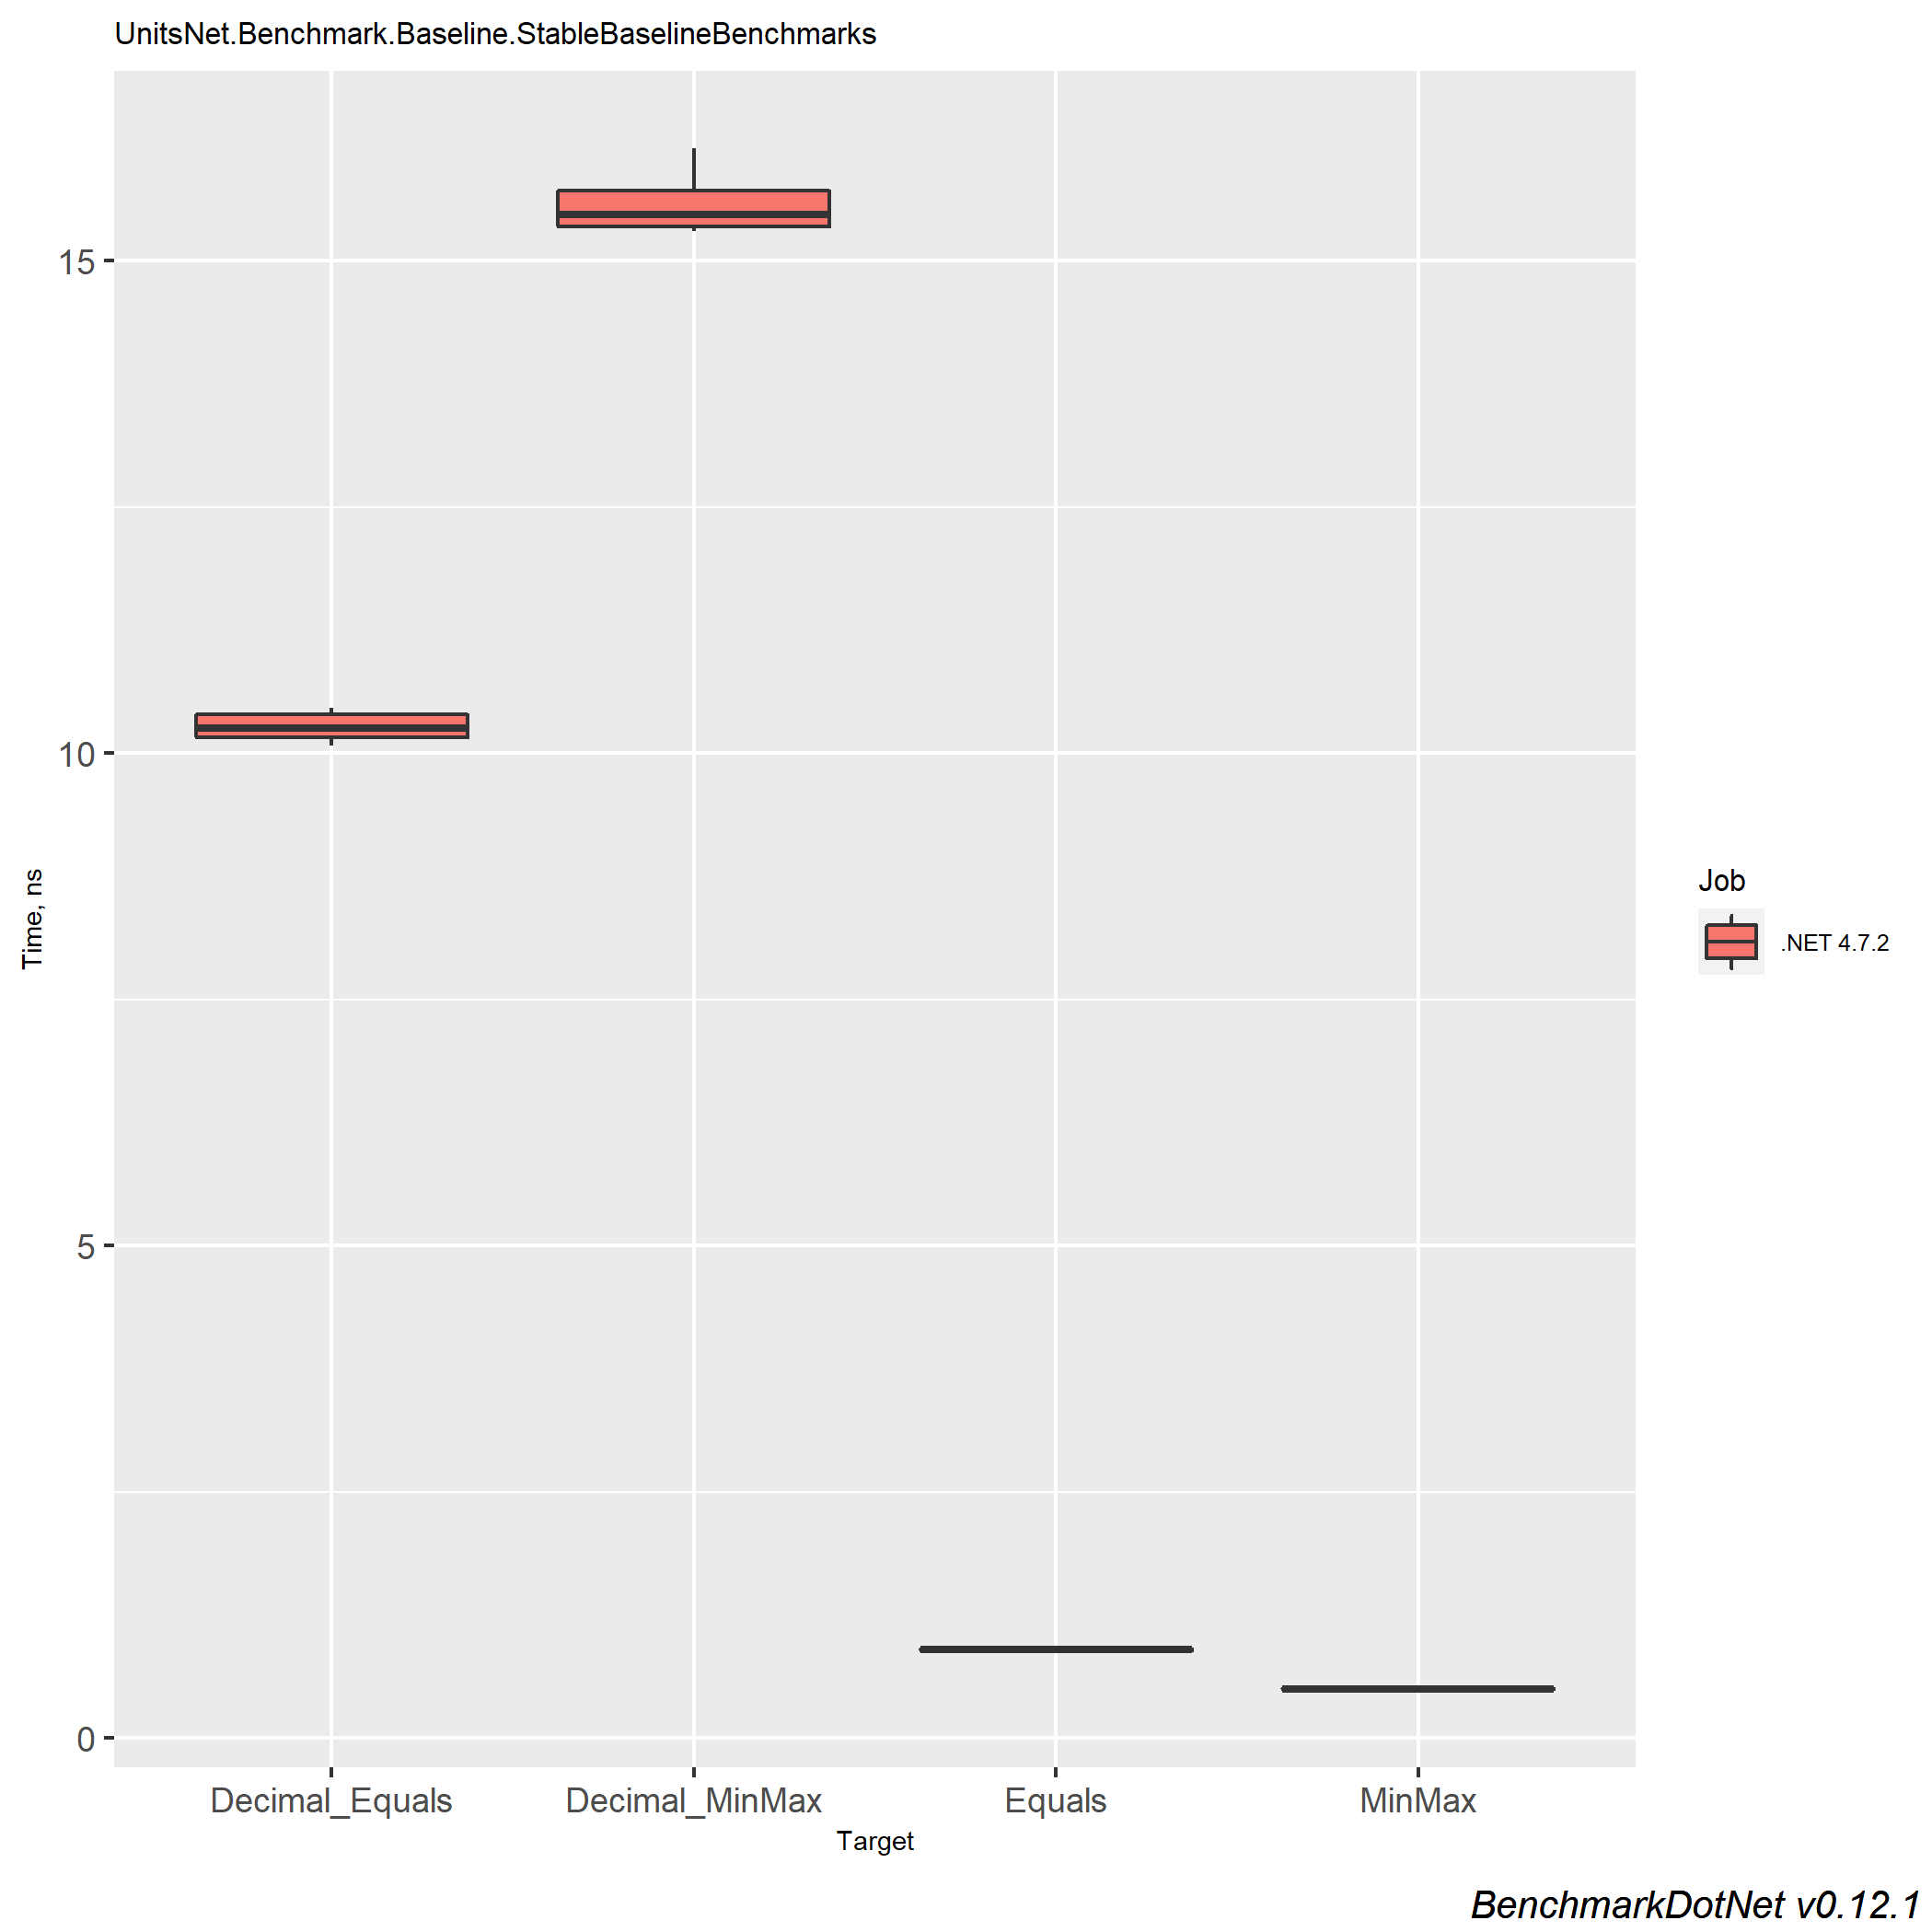 UnitsNet.Benchmark.Baseline.StableBaselineBenchmarks
15
10
5
0
Time, ns
Decimal_Equals Decimal_MinMax Equals MinMax
Target
Job
.NET 4.7.2
BenchmarkDotNet v0.12.1